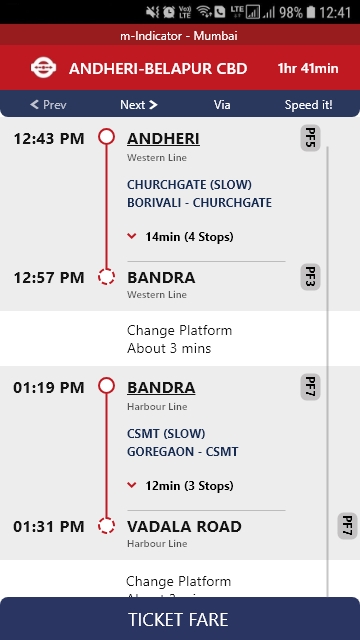 LTE 98% 12:41
m-Indicator - Mumbai
ANDHERI-BELAPUR CBD 1hr 41min
Prev Next Via Speed it!
12:43 PM ANDHERI PF5
Western Line
CHURCHGATE (SLOW)
BORIVALI - CHURCHGATE
14min (4 Stops)
12:57 PM BANDRA PF3
Western Line
Change Platform
About 3 mins
01:19 PM BANDRA PF7
Harbour Line
CSMT (SLOW)
GOREGAON - CSMT
12min (3 Stops)
01:31 PM VADALA ROAD PF7
Harbour Line
Change Platform
About
TICKET FARE